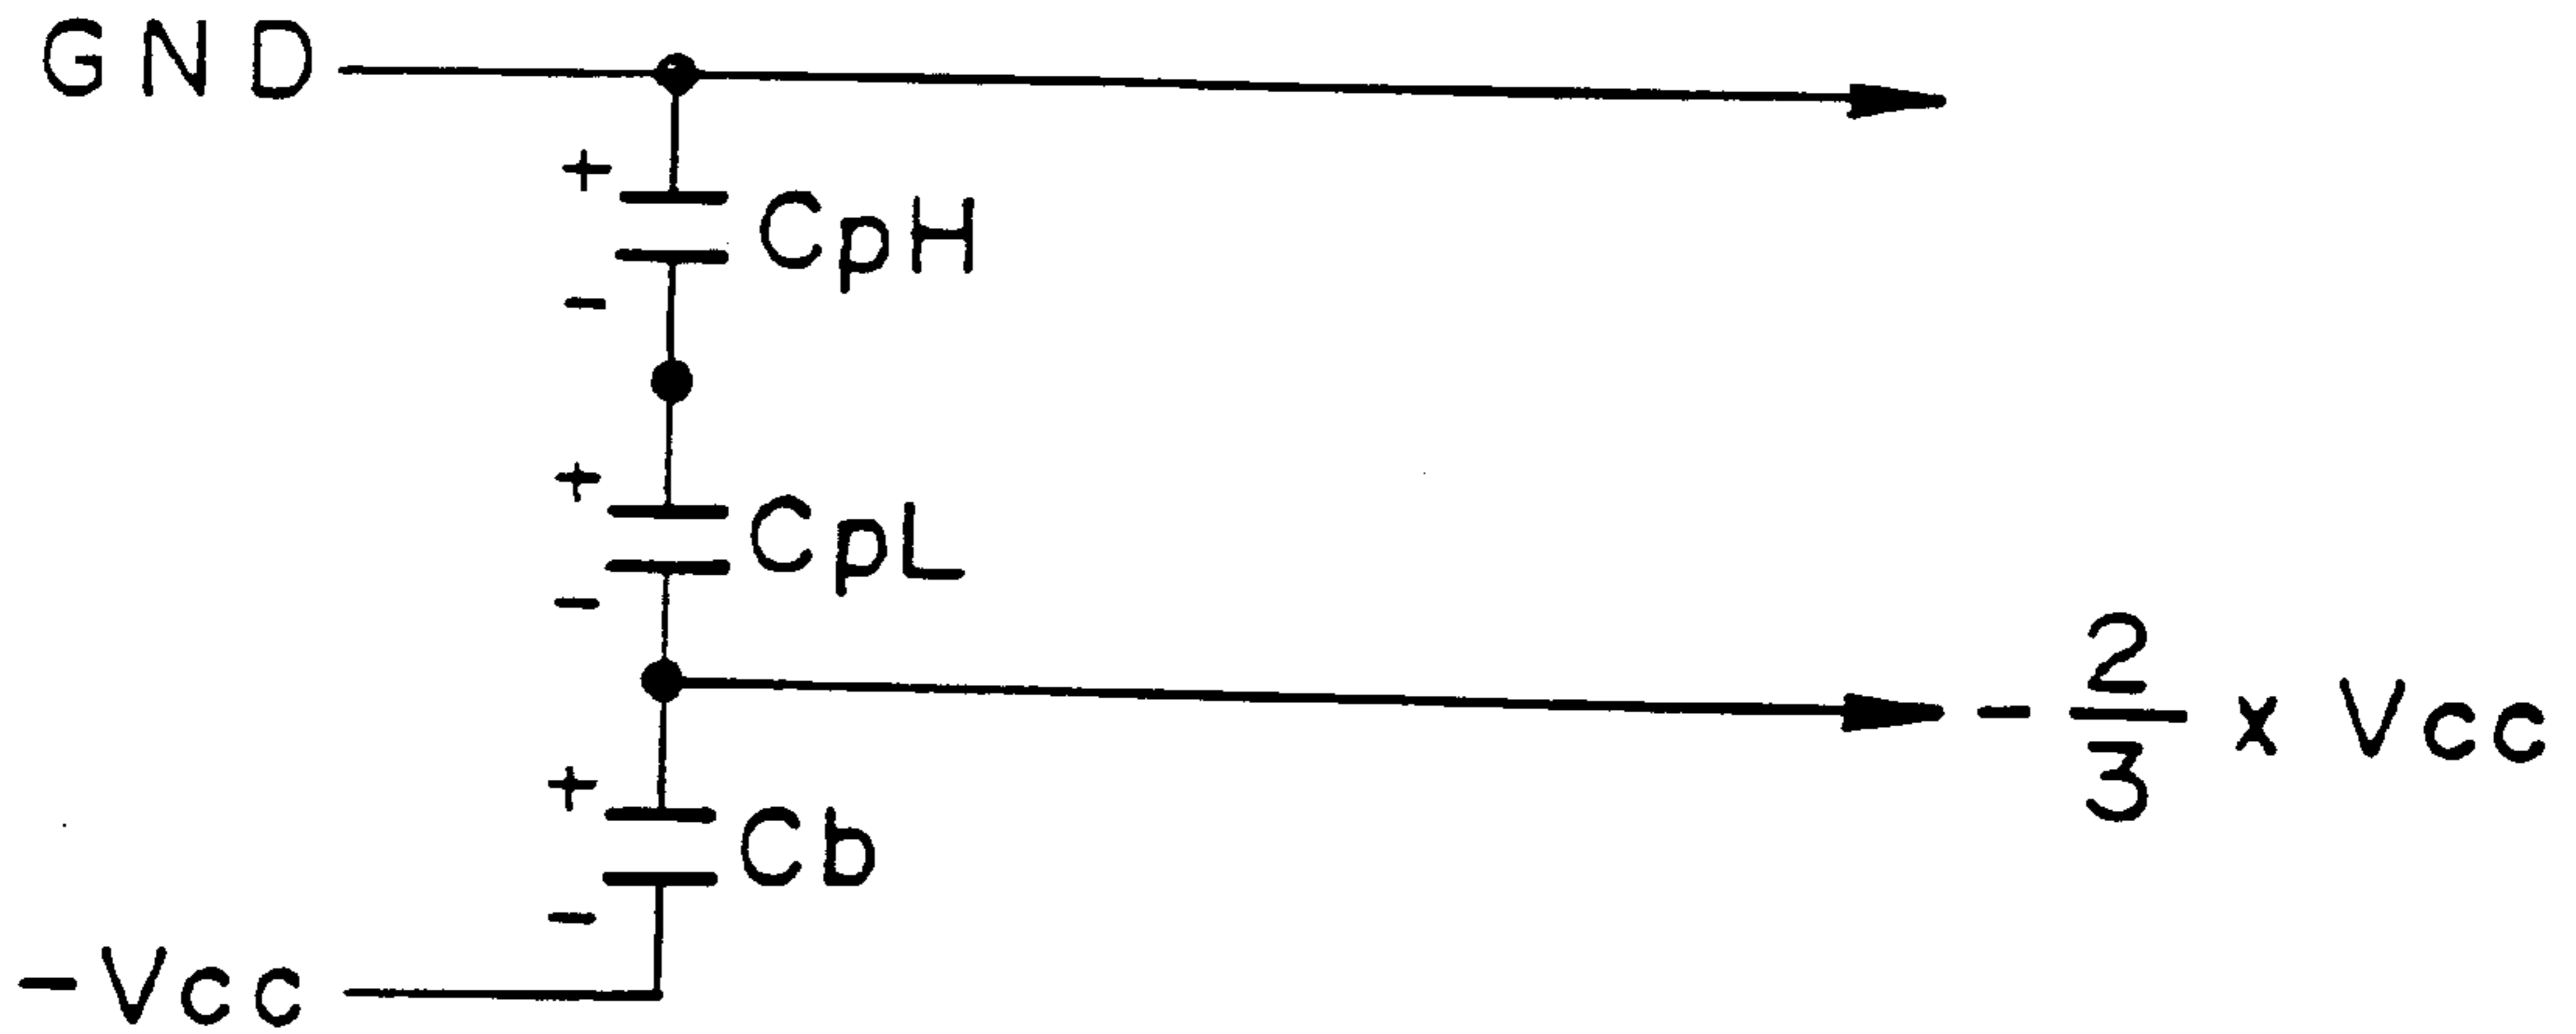 GND
+
CpH
-
+
CpL
-
- 2/3 x Vcc
+
Cb
-
-Vcc